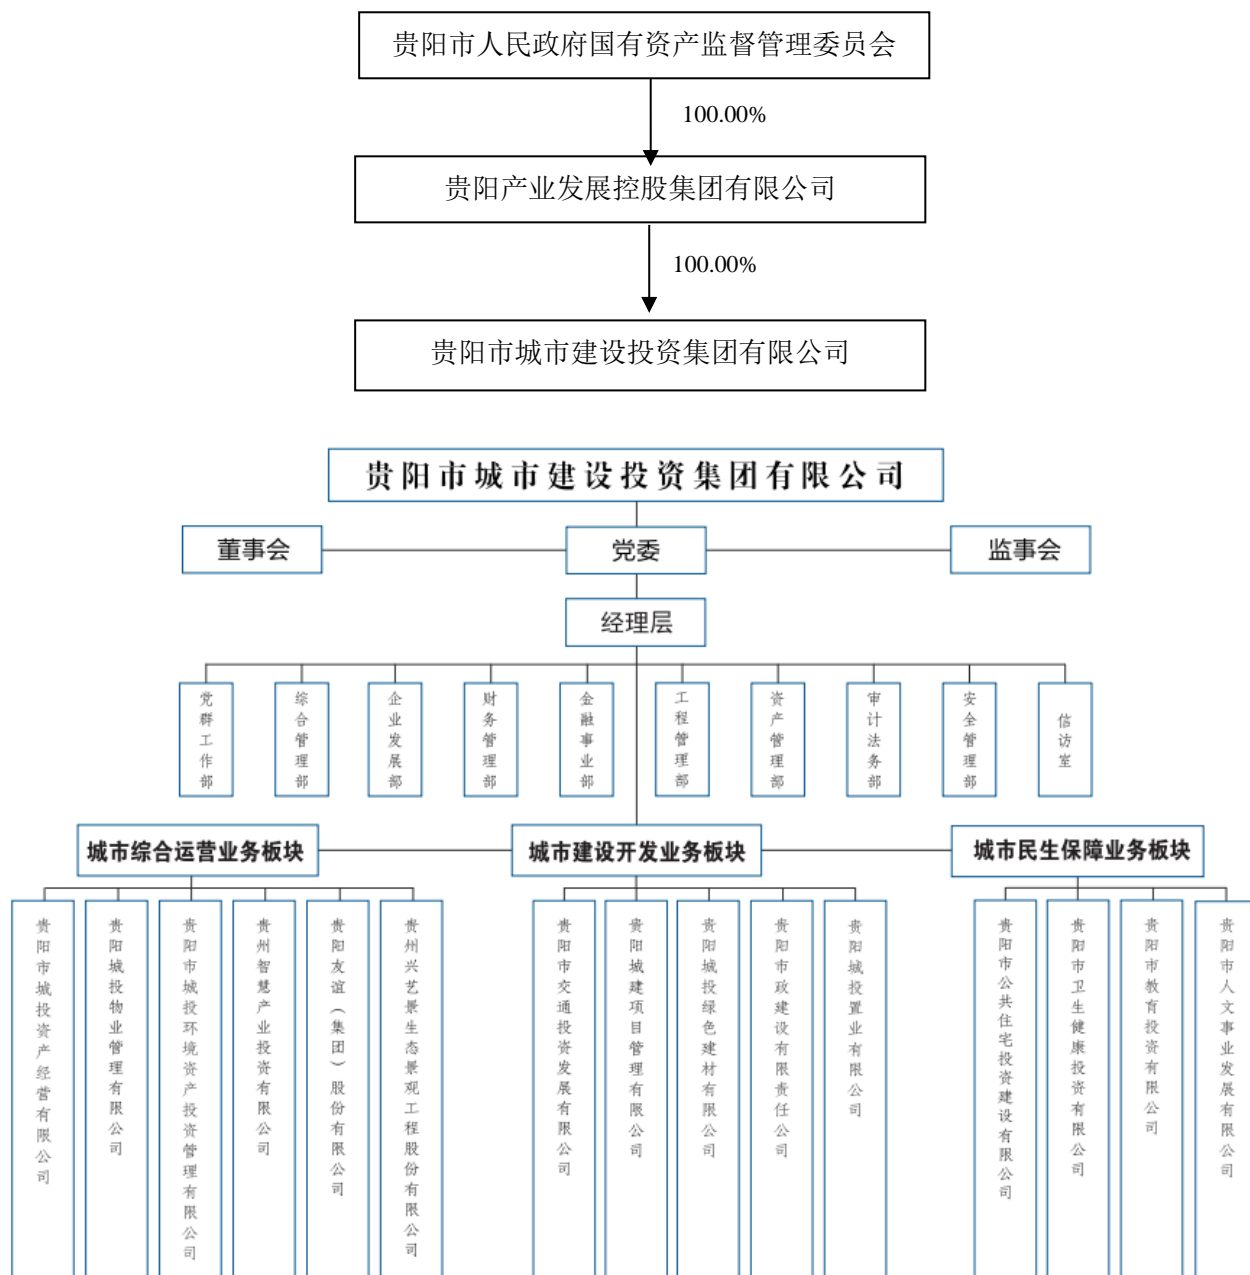 贵阳市人民政府国有资产监督管理委员会
100.00%
贵阳产业发展控股集团有限公司
100.00%
贵阳市城市建设投资集团有限公司
贵阳市城市建设投资集团有限公司
董事会
党委
监事会
经理层
党群工作部
综合管理部
企业发展部
财务管理部
金融事业部
工程管理部
资产管理部
审计法务部
安全管理部
信访室
城市综合运营业务板块
城市建设开发业务板块
城市民生保障业务板块
贵阳市城投资产经营有限公司
贵阳城投物业管理有限公司
贵阳市城投环境资产投资管理有限公司
贵州智慧产业投资有限公司
贵阳友谊（集团）股份有限公司
贵州兴艺景生态景观工程股份有限公司
贵阳市交通投资发展有限公司
贵阳城建项目管理有限公司
贵阳城投绿色建材有限公司
贵阳市政建设有限责任公司
贵阳城投置业有限公司
贵阳市公共住宅投资建设有限公司
贵阳市卫生健康投资有限公司
贵阳市教育投资有限公司
贵阳市人文事业发展有限公司